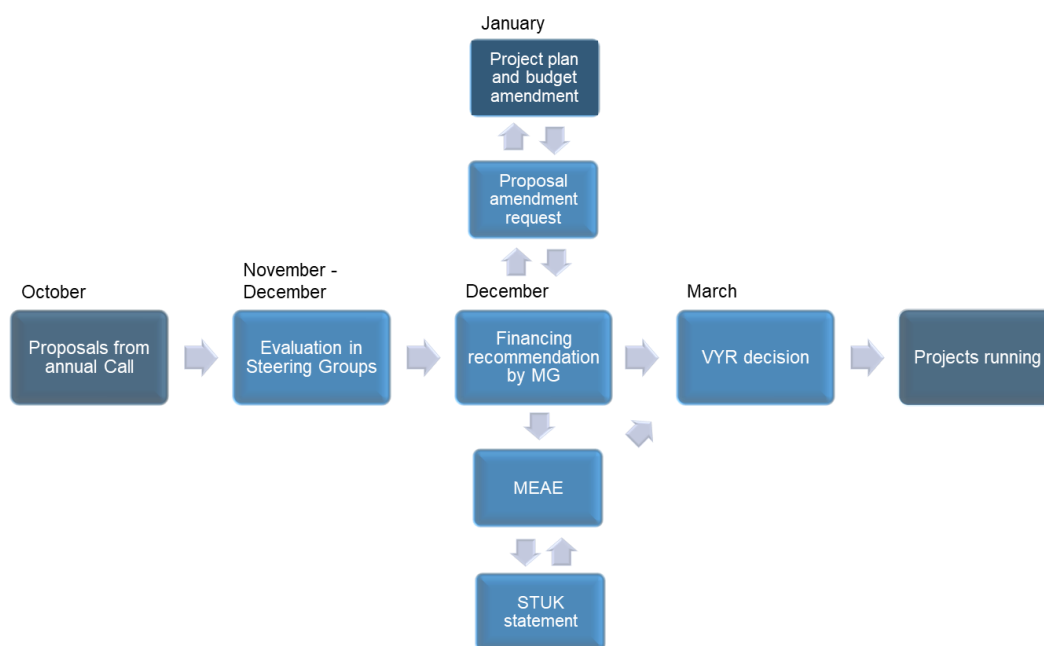 January
Project plan
and budget
amendment
Proposal
amendment
request
October
November -
December
December
March
Proposals from
annual Call
Evaluation in
Steering Groups
Financing
recommendation
by MG
VYR decision
Projects running
MEAE
STUK
statement